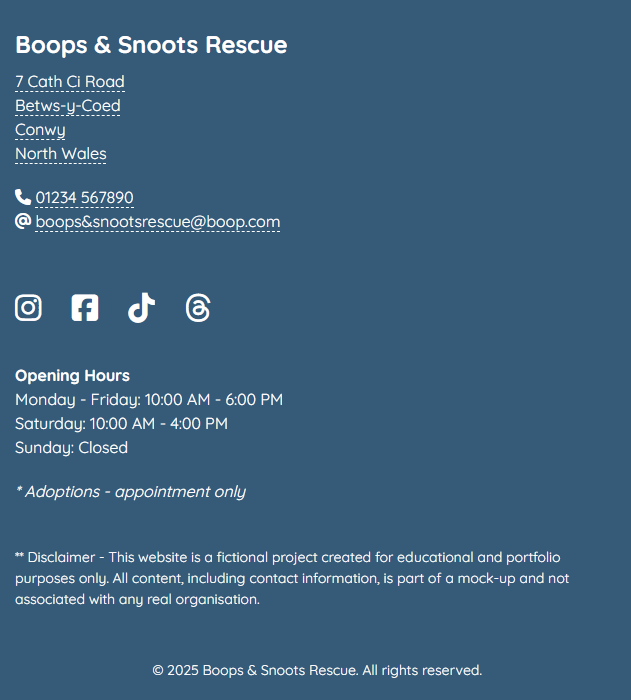 Boops & Snoots Rescue
7 Cath Ci Road
Betws-y-Coed
Conwy
North Wales
01234 567890
boops&snootsrescue@boop.com
Opening Hours
Monday - Friday: 10:00 AM - 6:00 PM
Saturday: 10:00 AM - 4:00 PM
Sunday: Closed
* Adoptions - appointment only
** Disclaimer - This website is a fictional project created for educational and portfolio
purposes only. All content, including contact information, is part of a mock-up and not
associated with any real organisation.
© 2025 Boops & Snoots Rescue. All rights reserved.